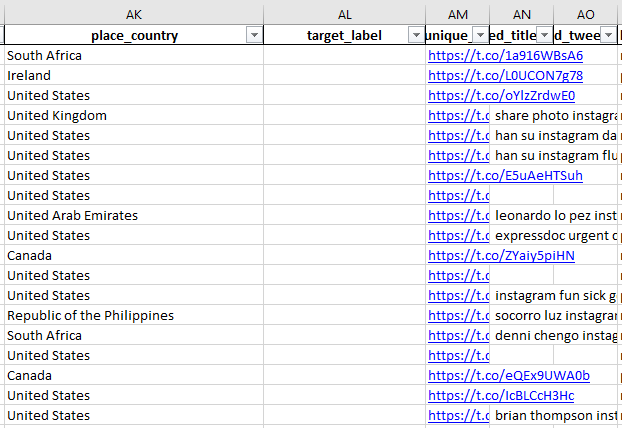 AK AL AM AN AO
place_country target_label unique_ ed_title d_twee
South Africa https://t.co/1a916WBsA6
Ireland https://t.co/L0UCON7g78
United States https://t.co/oYlzZrdwE0
United Kingdom https://t.c share photo instagra
United States https://t.c han su instagram da
United States https://t.c han su instagram flu
United States https://t.co/E5uAeHTSuh
United States https://t.c
United Arab Emirates https://t.c leonardo lo pez inst
United States https://t.c expressdoc urgent c
Canada https://t.co/ZYaiy5piHN
United States https://t.c
United States https://t.c instagram fun sick g
Republic of the Philippines https://t.c socorro luz instagra
South Africa https://t.c denni chengo instag
United States https://t.c
Canada https://t.co/eQEx9UWA0b
United States https://t.co/IcBLCcH3Hc
United States https://t.c brian thompson inst